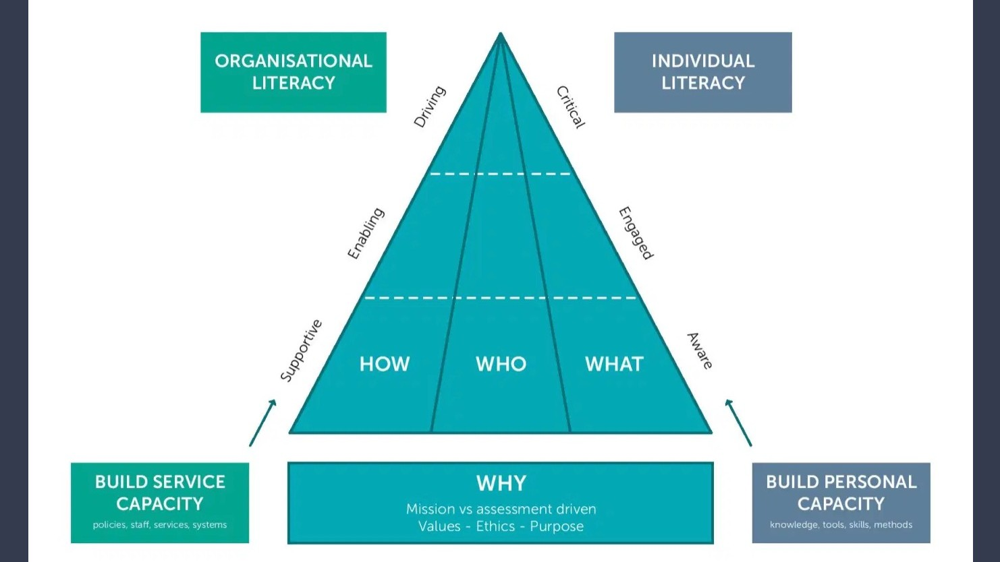 ORGANISATIONAL
LITERACY
INDIVIDUAL
LITERACY
Driving
Critical
Enabling
Engaged
Supportive
Aware
HOW
WHO
WHAT
BUILD SERVICE
CAPACITY
policies, staff, services, systems
WHY
Mission vs assessment driven
Values - Ethics - Purpose
BUILD PERSONAL
CAPACITY
knowledge, tools, skills, methods